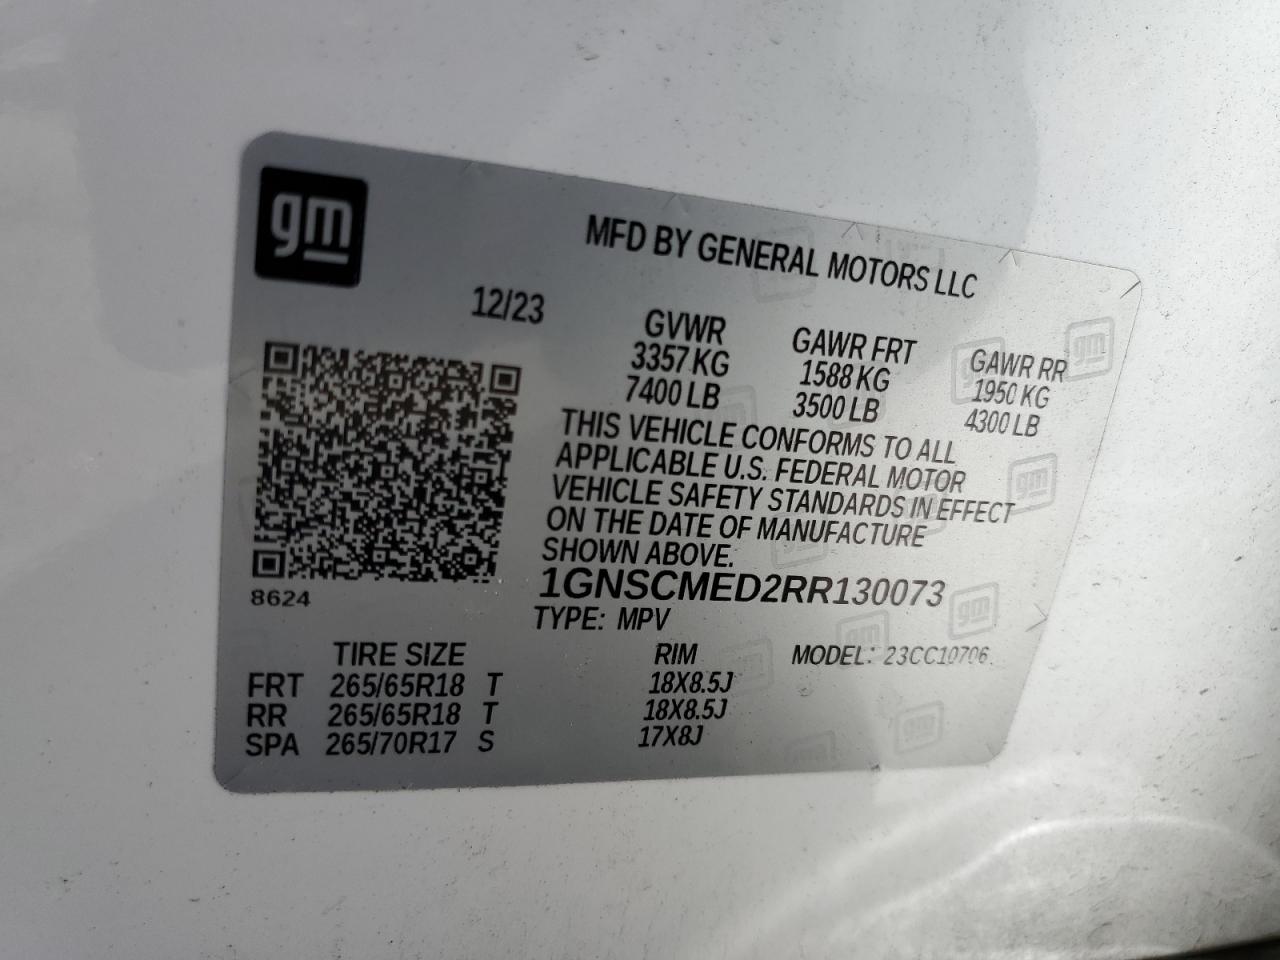 gm
MFD BY GENERAL MOTORS LLC
12/23
GVWR GAWR FRT GAWR RR
3357 KG 1588 KG 1950 KG
7400 LB 3500 LB 4300 LB
THIS VEHICLE CONFORMS TO ALL
APPLICABLE U.S. FEDERAL MOTOR
VEHICLE SAFETY STANDARDS IN EFFECT
ON THE DATE OF MANUFACTURE
SHOWN ABOVE.
1GNSCMED2RR130073
8624
TYPE: MPV
TIRE SIZE RIM MODEL: 23CC10706
FRT 265/65R18 T 18X8.5J
RR 265/65R18 T 18X8.5J
SPA 265/70R17 S 17X8J